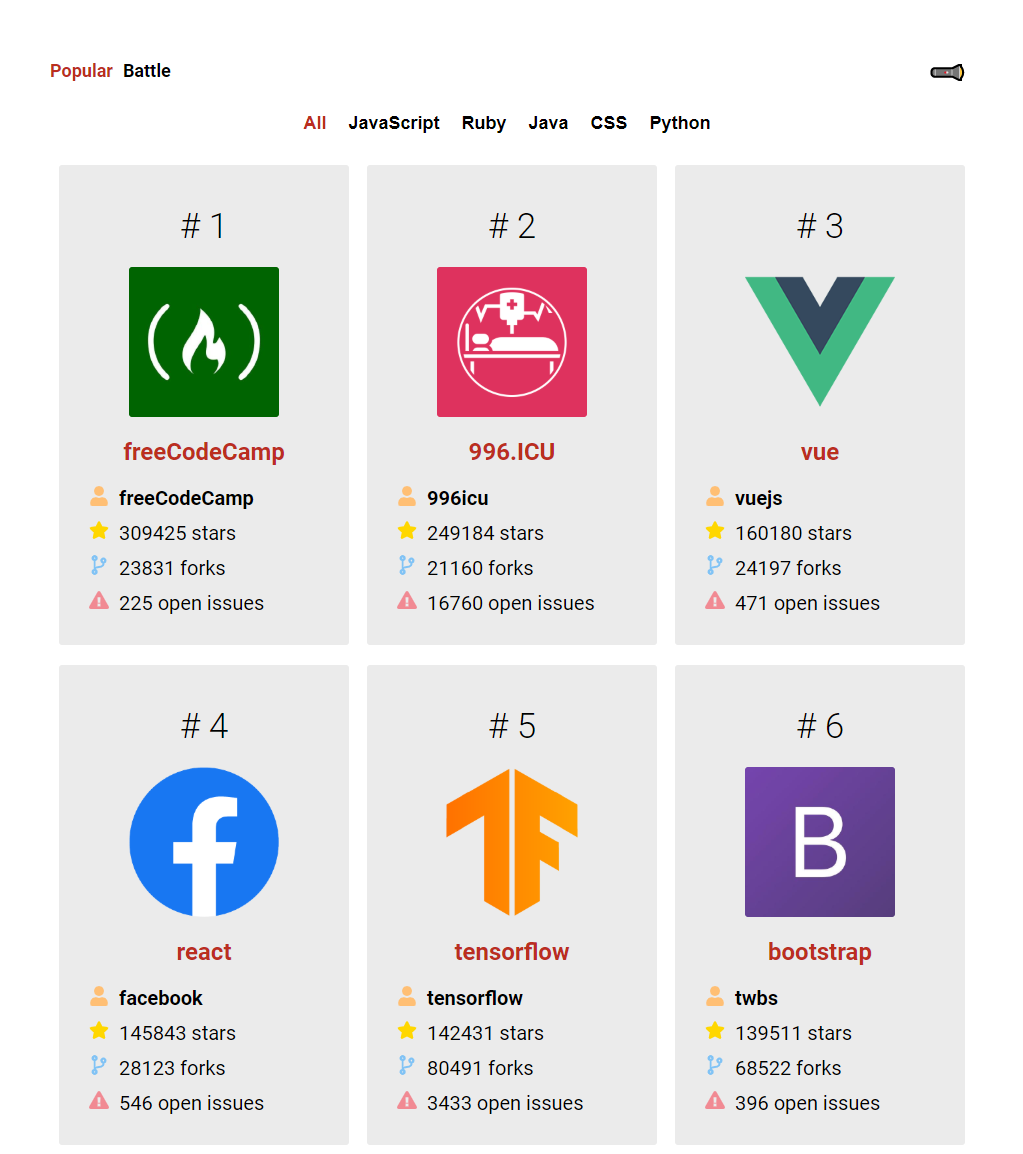 Popular Battle
All JavaScript Ruby Java CSS Python
# 1
freeCodeCamp
freeCodeCamp
309425 stars
23831 forks
225 open issues
# 2
996.ICU
996icu
249184 stars
21160 forks
16760 open issues
# 3
vue
vuejs
160180 stars
24197 forks
471 open issues
# 4
f
react
facebook
145843 stars
28123 forks
546 open issues
# 5
TF
tensorflow
tensorflow
142431 stars
80491 forks
3433 open issues
# 6
B
bootstrap
twbs
139511 stars
68522 forks
396 open issues